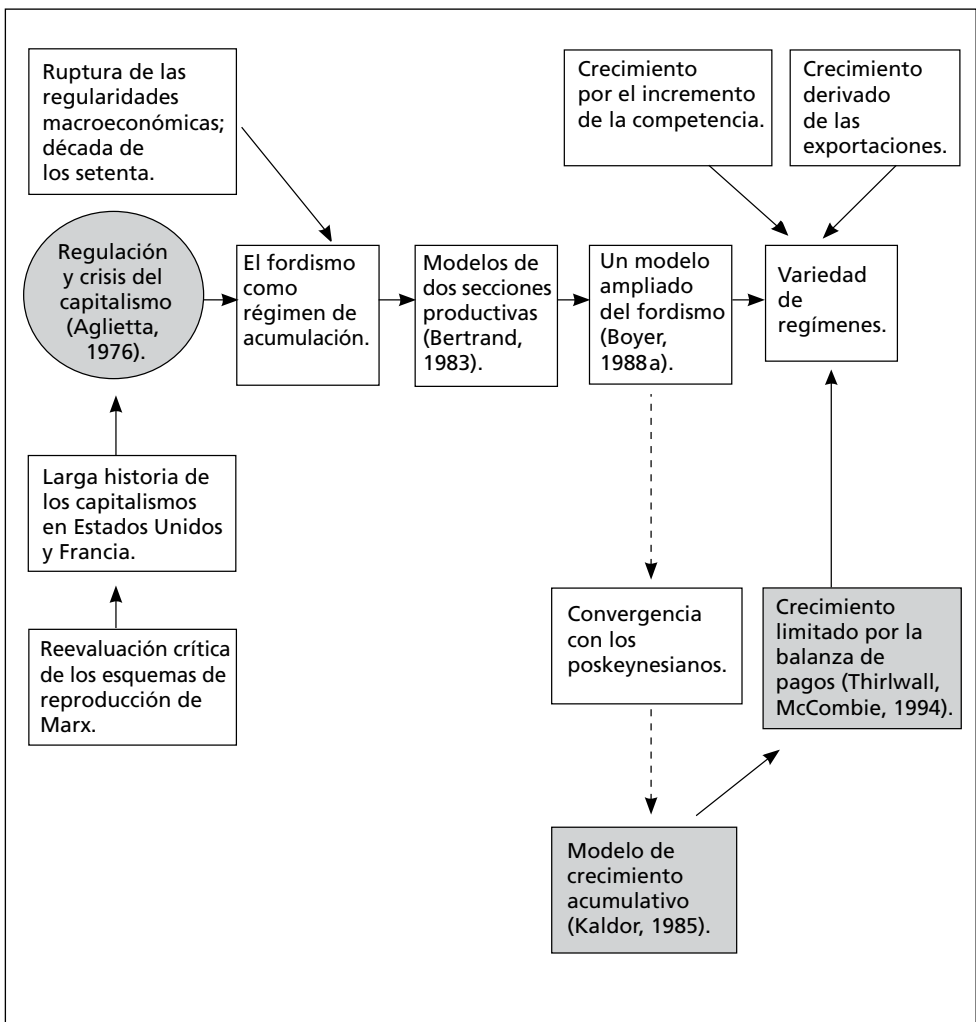 Ruptura de las
regularidades
macroeconómicas;
década de
los setenta.
Crecimiento
por el incremento
de la competencia.
Crecimiento
derivado
de las
exportaciones.
Regulación
y crisis del
capitalismo
(Aglietta,
1976).
El fordismo
como
régimen de
acumulación.
Modelos de
dos secciones
productivas
(Bertrand,
1983).
Un modelo
ampliado
del fordismo
(Boyer,
1988a).
Variedad
de
regímenes.
Larga historia de
los capitalismos
en Estados Unidos
y Francia.
Reevaluación crítica
de los esquemas de
reproducción de
Marx.
Convergencia
con los
poskeynesianos.
Crecimiento
limitado por la
balanza de
pagos (Thirlwall,
McCombie, 1994).
Modelo de
crecimiento
acumulativo
(Kaldor, 1985).